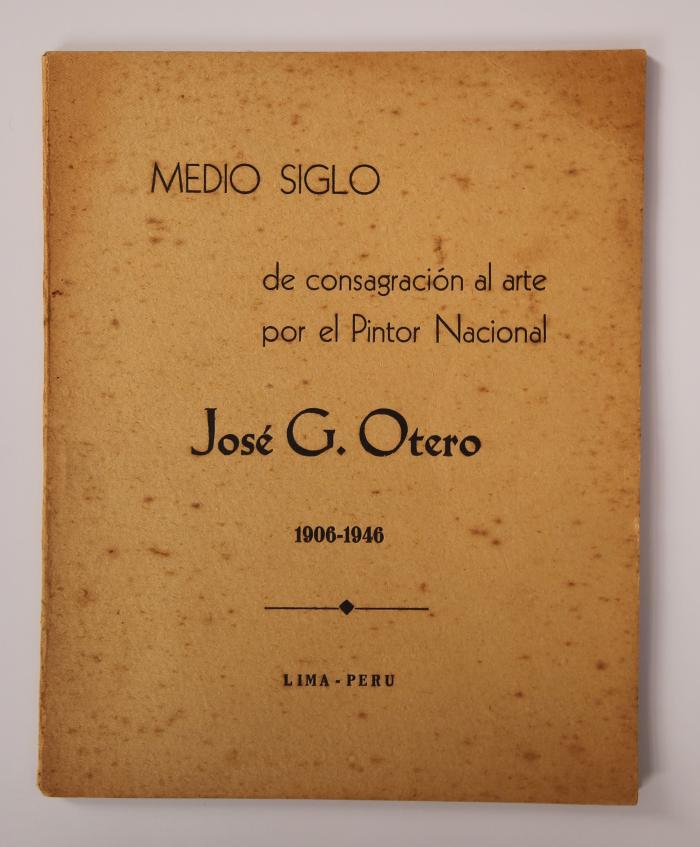 MEDIO SIGLO
de consagración al arte
por el Pintor Nacional
José G. Otero
1906-1946
LIMA - PERU